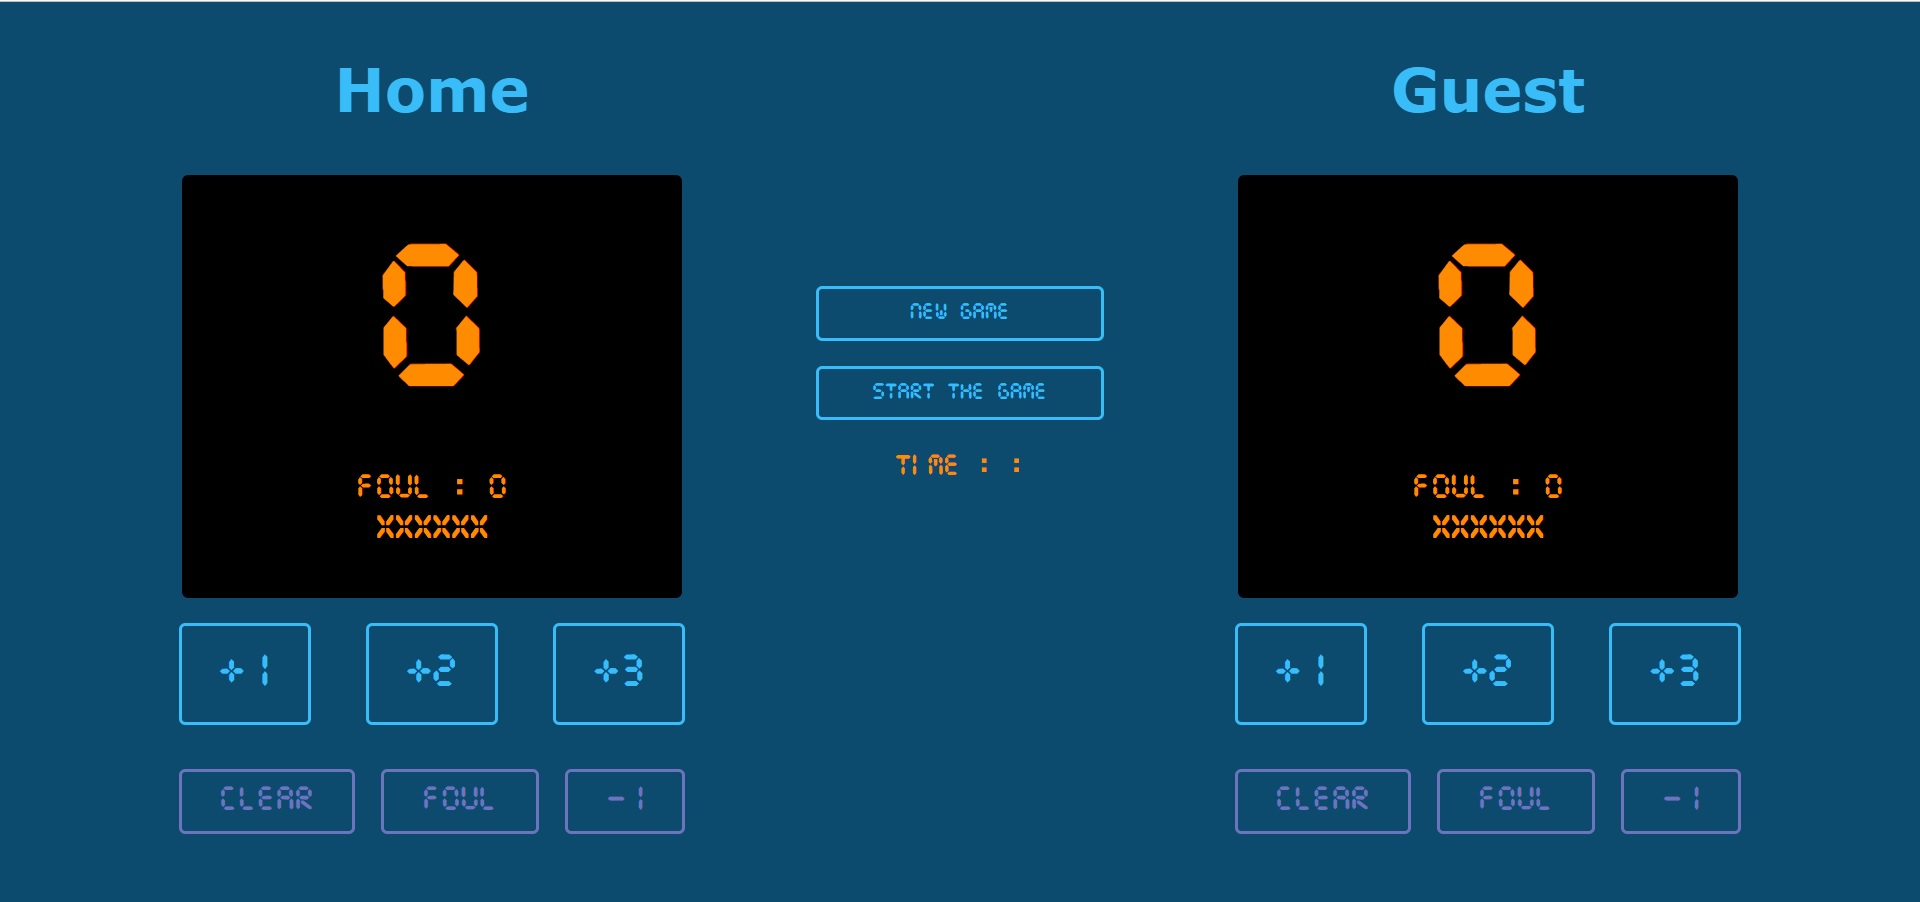 Home
0
FOUL : 0
XXXXXX
+1 +2 +3
CLEAR FOUL -1
NEW GAME
START THE GAME
TIME : :
Guest
0
FOUL : 0
XXXXXX
+1 +2 +3
CLEAR FOUL -1